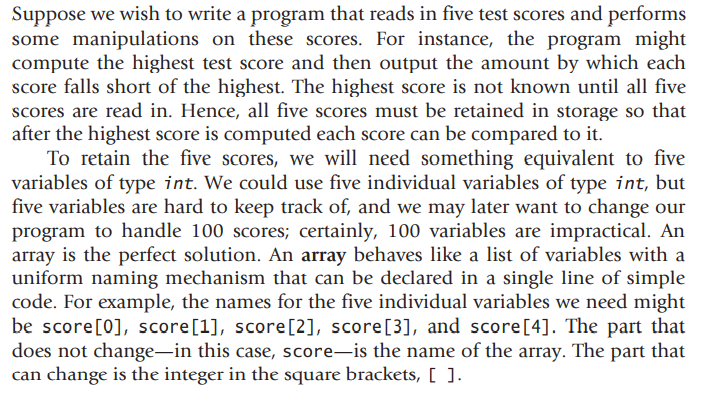 Suppose we wish to write a program that reads in five test scores and performs
some manipulations on these scores. For instance, the program might
compute the highest test score and then output the amount by which each
score falls short of the highest. The highest score is not known until all five
scores are read in. Hence, all five scores must be retained in storage so that
after the highest score is computed each score can be compared to it.
To retain the five scores, we will need something equivalent to five
variables of type int. We could use five individual variables of type int, but
five variables are hard to keep track of, and we may later want to change our
program to handle 100 scores; certainly, 100 variables are impractical. An
array is the perfect solution. An array behaves like a list of variables with a
uniform naming mechanism that can be declared in a single line of simple
code. For example, the names for the five individual variables we need might
be score[0], score[1], score[2], score[3], and score[4]. The part that
does not change—in this case, score—is the name of the array. The part that
can change is the integer in the square brackets, [ ].